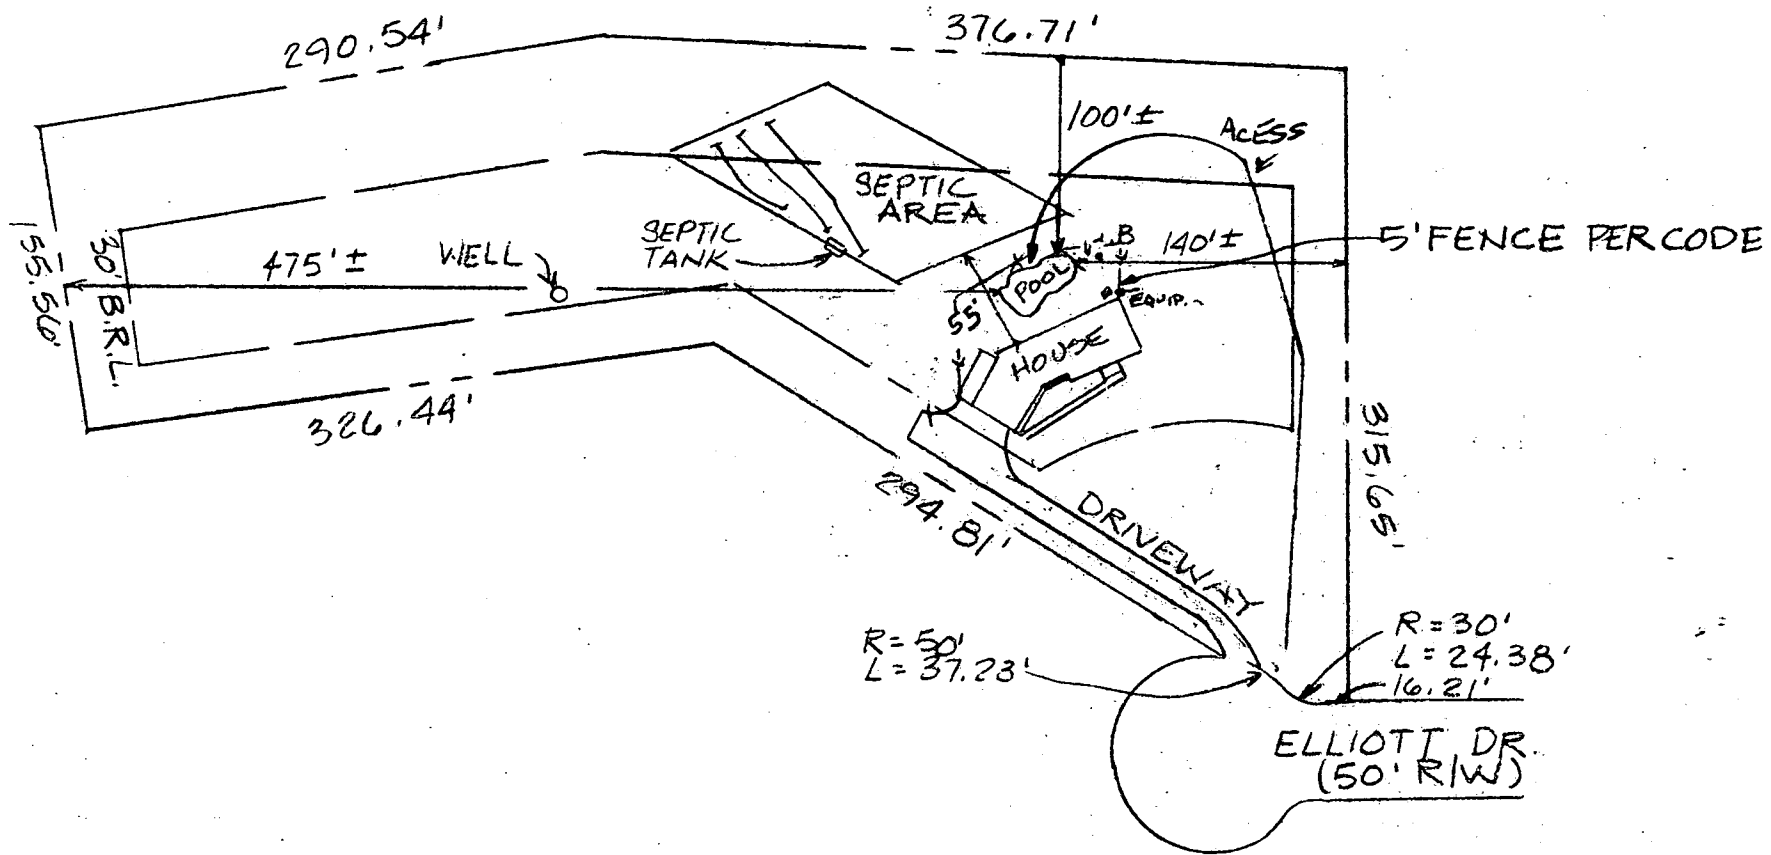 290.54'
376.71'
100'±
ACESS
SEPTIC
AREA
SEPTIC
TANK
WELL
475'±
B
140'±
5' FENCE PER CODE
POOL
EQUIP.
55'
HOUSE
155.56'
30' B.R.L.
326.44'
294.81'
315.65'
DRIVEWAY
R=50'
L=37.23'
R=30'
L=24.38'
16.21'
ELLIOTT DR.
(50' R/W)